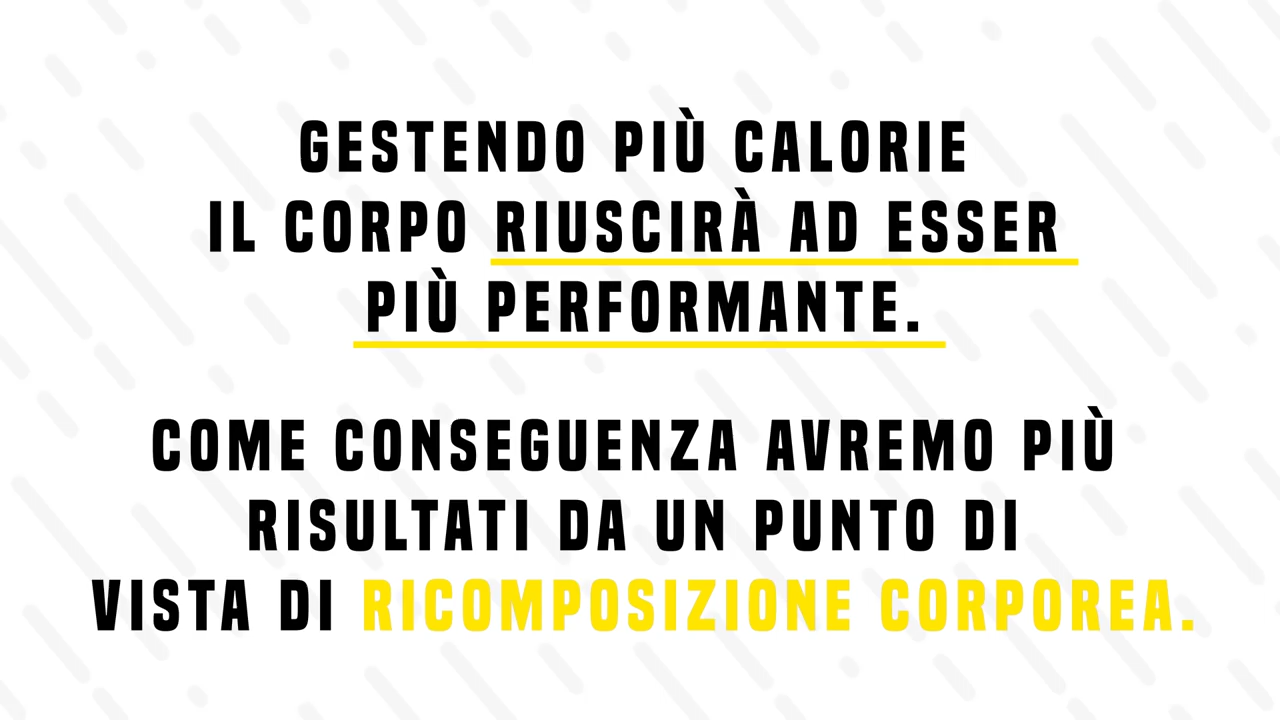 GESTENDO PIÙ CALORIE
IL CORPO RIUSCIRÀ AD ESSER
PIÙ PERFORMANTE.
COME CONSEGUENZA AVREMO PIÙ
RISULTATI DA UN PUNTO DI
VISTA DI RICOMPOSIZIONE CORPOREA.